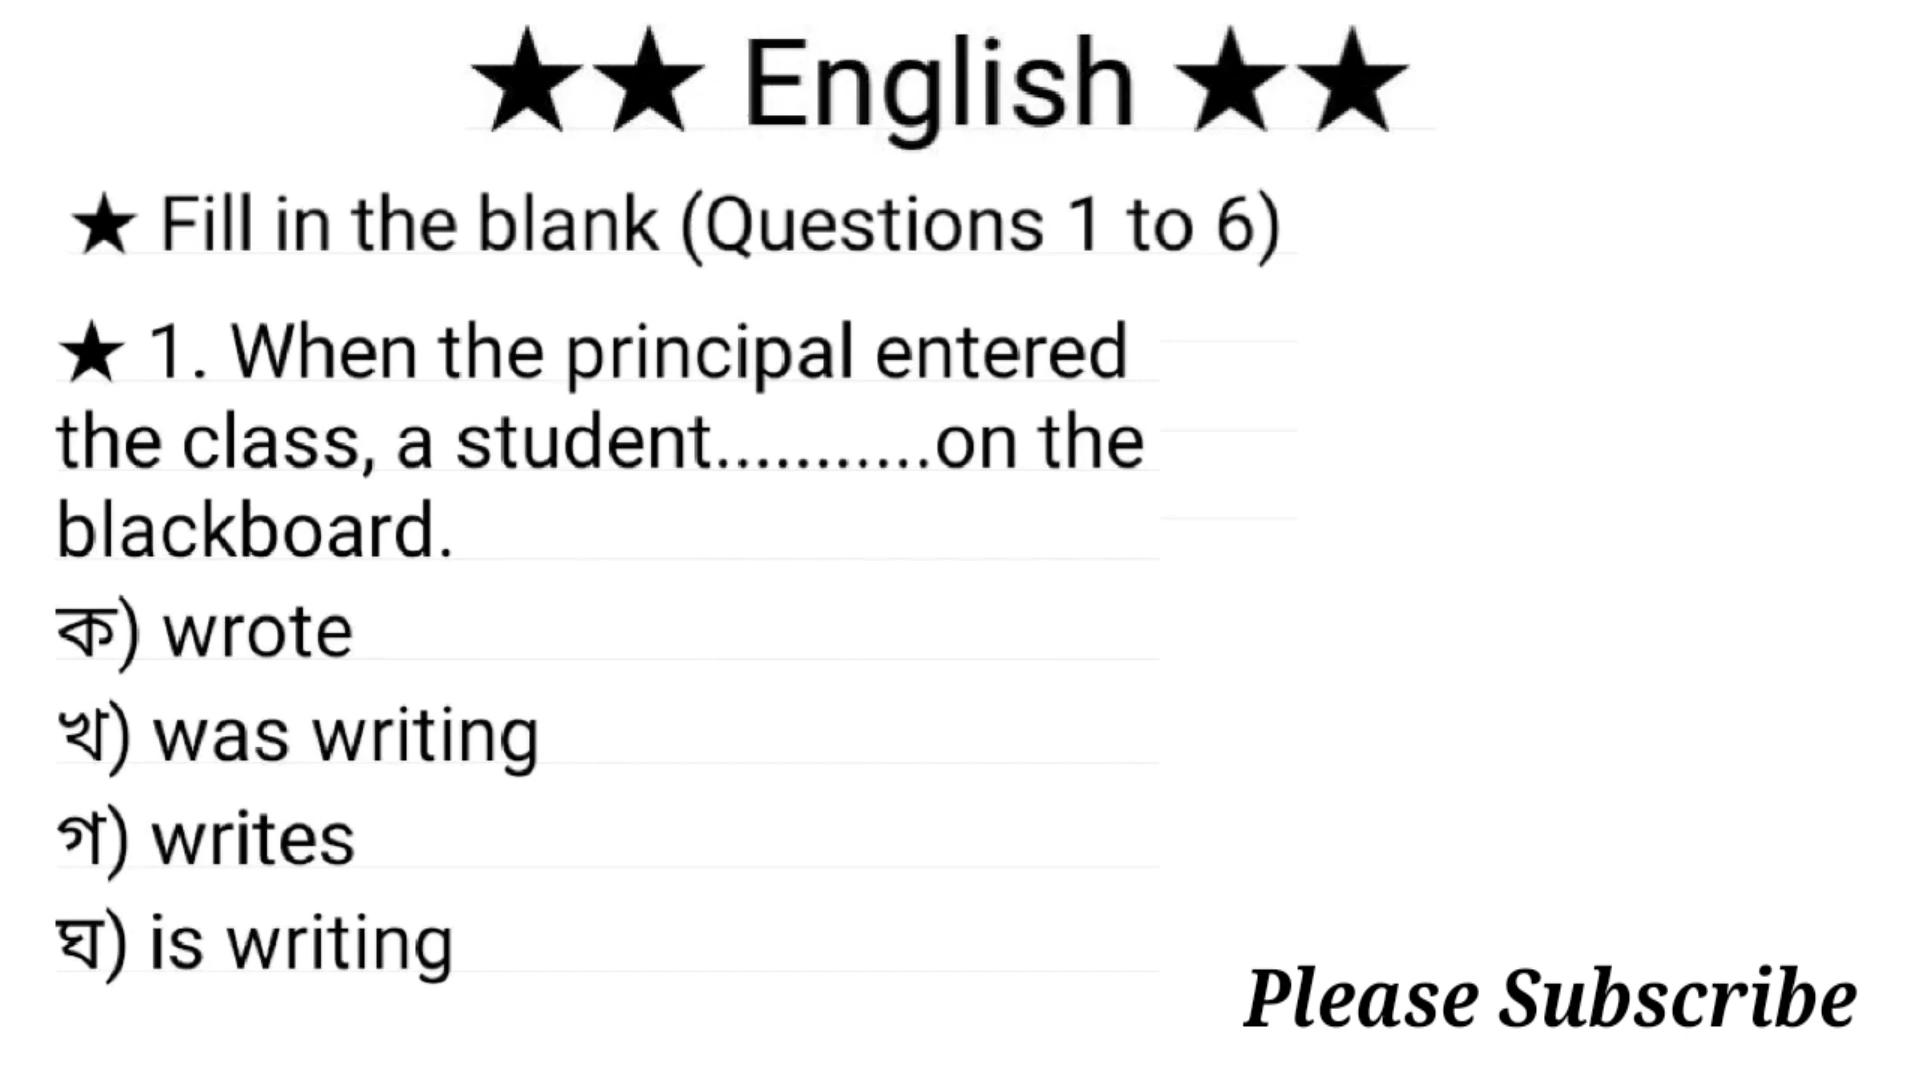 ★★ English ★★
★ Fill in the blank (Questions 1 to 6)
★ 1. When the principal entered
the class, a student...........on the
blackboard.
ক) wrote
খ) was writing
গ) writes
ঘ) is writing
Please Subscribe